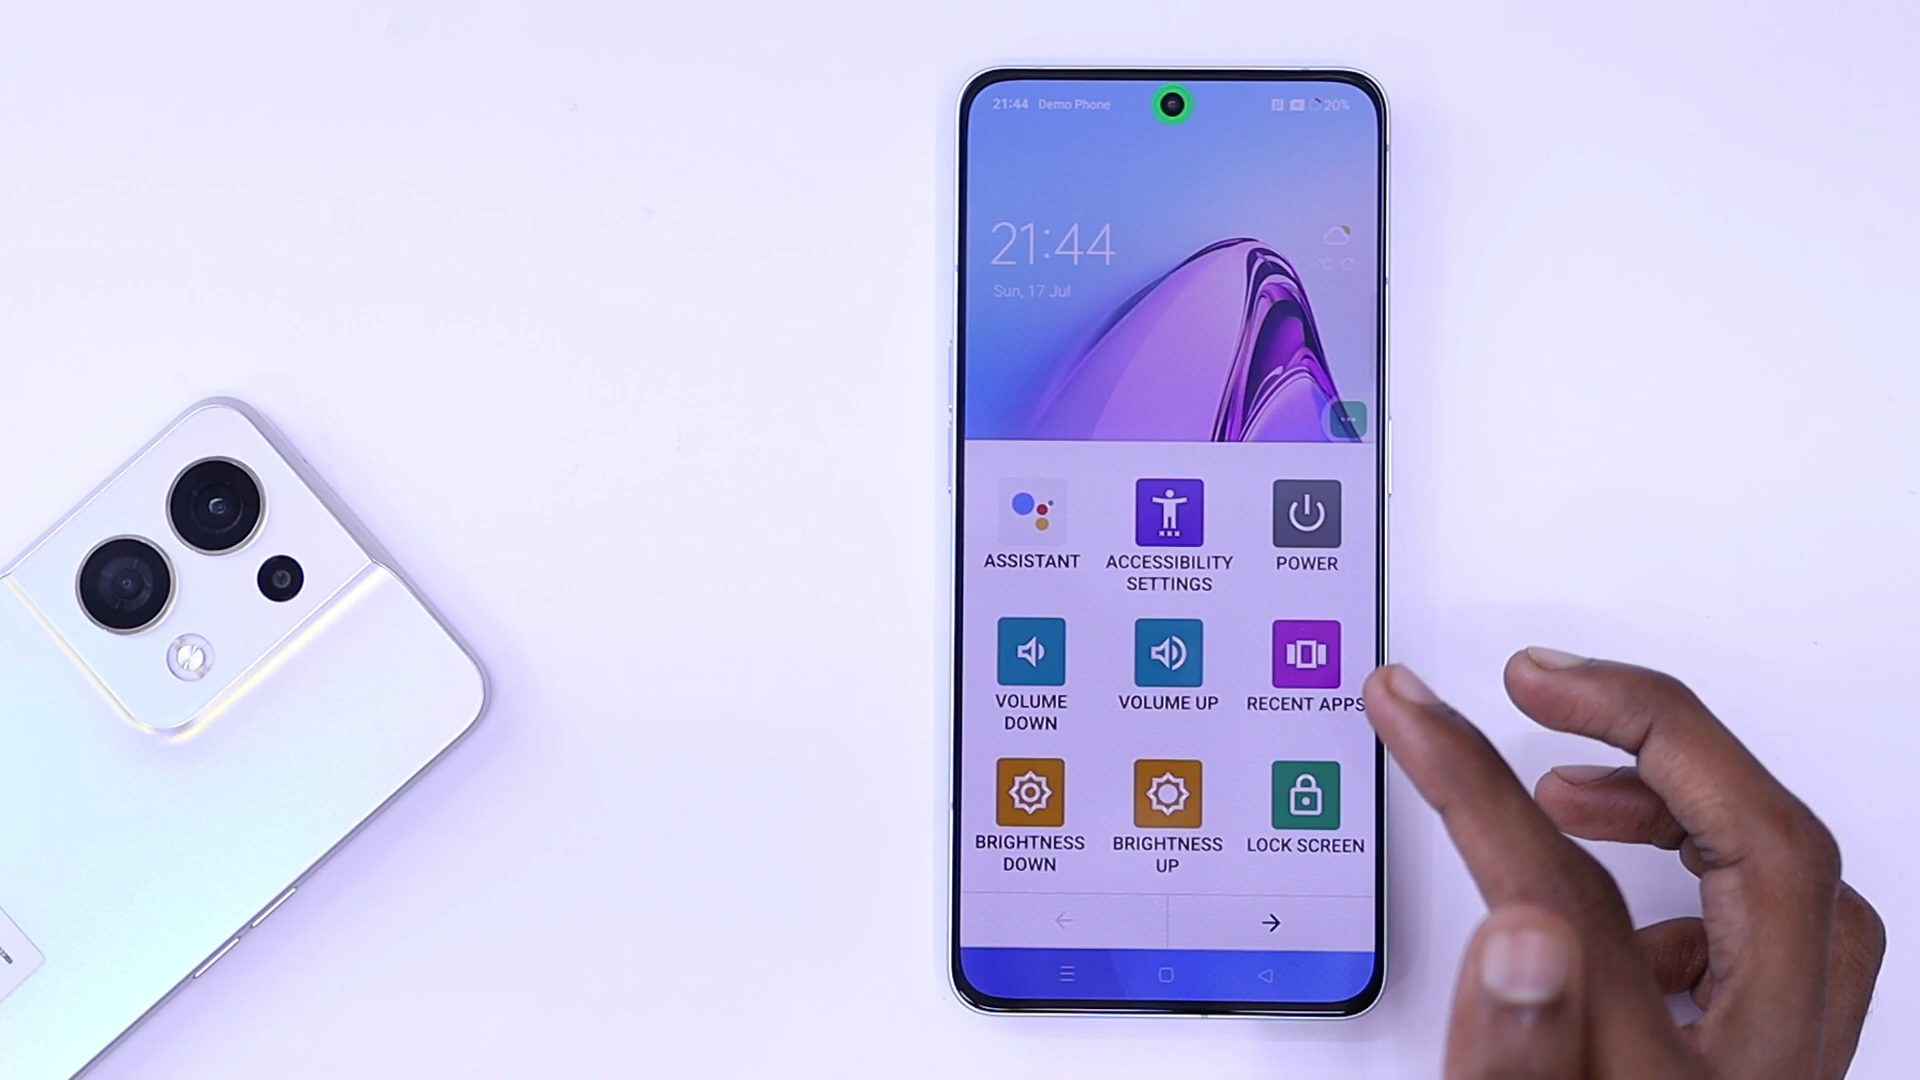 21:44 Demo Phone 20%
21:44
Sun, 17 Jul
ASSISTANT
ACCESSIBILITY
SETTINGS
POWER
VOLUME
DOWN
VOLUME UP
RECENT APPS
BRIGHTNESS
DOWN
BRIGHTNESS
UP
LOCK SCREEN